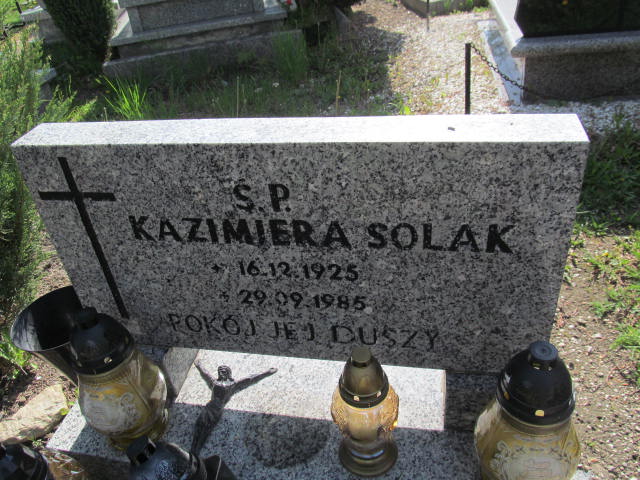 Ś.P.
KAZIMIERA SOLAK
* 16.12.1925
+ 29.09.1985
POKÓJ JEJ DUSZY